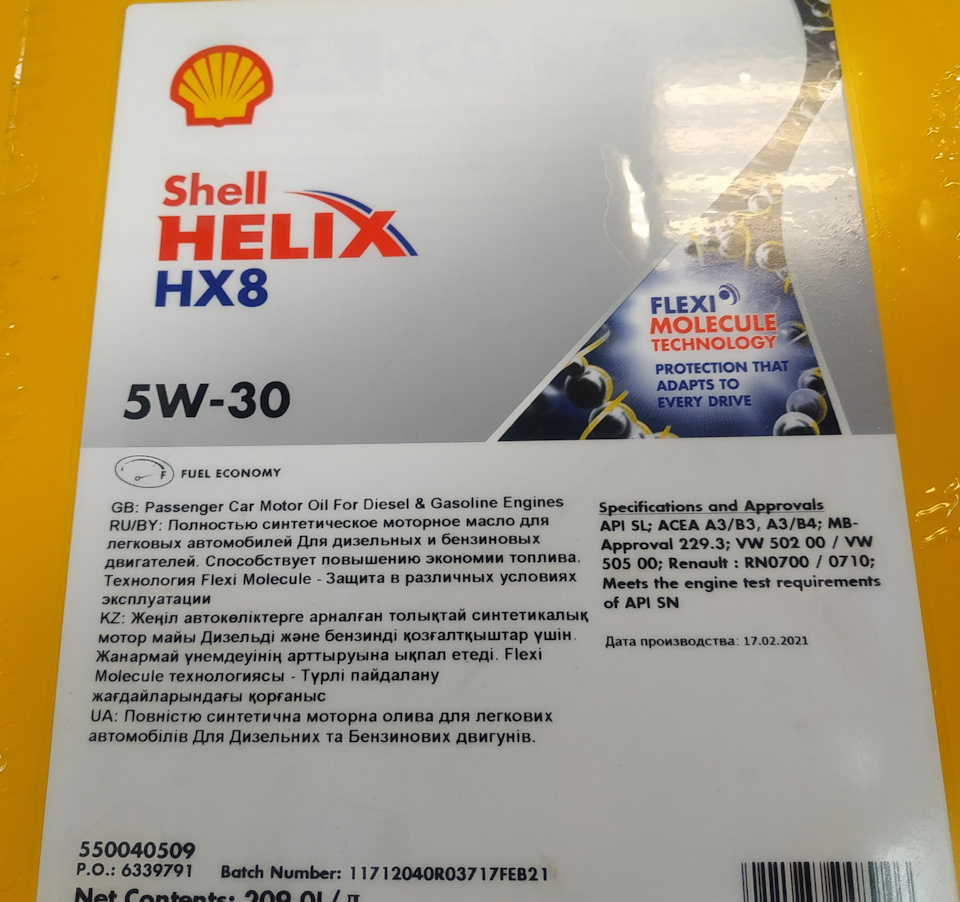 Shell
HELIX
HX8
5W-30
FLEXI
MOLECULE
TECHNOLOGY
PROTECTION THAT
ADAPTS TO
EVERY DRIVE
F
FUEL ECONOMY
GB: Passenger Car Motor Oil For Diesel & Gasoline Engines
RU/BY: Полностью синтетическое моторное масло для
легковых автомобилей Для дизельных и бензиновых
двигателей. Способствует повышению экономии топлива.
Технология Flexi Molecule - Защита в различных условиях
эксплуатации
KZ: Жеңіл автокөліктерге арналған толықтай синтетикалық
мотор майы Дизельді және бензинді қозғалтқыштар үшін.
Жанармай үнемдеуінің арттыруына ықпал етеді. Flexi
Molecule технологиясы - Түрлі пайдалану
жағдайларындағы қорғаныс
UA: Повністю синтетична моторна олива для легкових
автомобілів Для Дизельних та Бензинових двигунів.
Specifications and Approvals
API SL; ACEA A3/B3, A3/B4; MB-
Approval 229.3; VW 502 00 / VW
505 00; Renault : RN0700 / 0710;
Meets the engine test requirements
of API SN
Дата производства: 17.02.2021
550040509
P.O.: 6339791 Batch Number: 11712040R03717FEB21
Net Contents: 209.0L/л